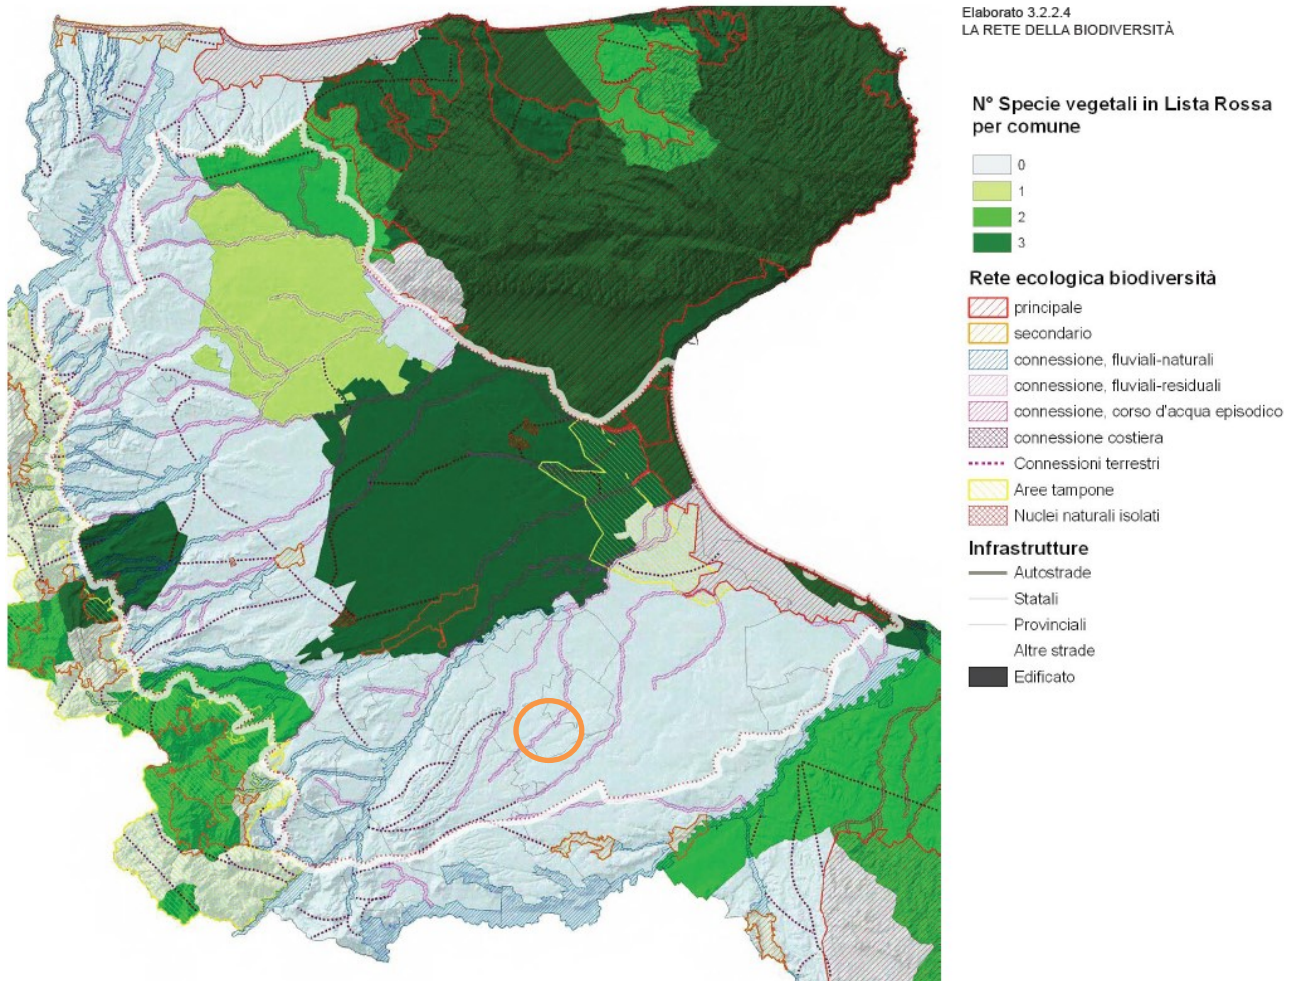 Elaborato 3.2.2.4
LA RETE DELLA BIODIVERSITÀ
N° Specie vegetali in Lista Rossa
per comune
0
1
2
3
Rete ecologica biodiversità
principale
secondario
connessione, fluviali-naturali
connessione, fluviali-residuali
connessione, corso d'acqua episodico
connessione costiera
Connessioni terrestri
Aree tampone
Nuclei naturali isolati
Infrastrutture
Autostrade
Statali
Provinciali
Altre strade
Edificato